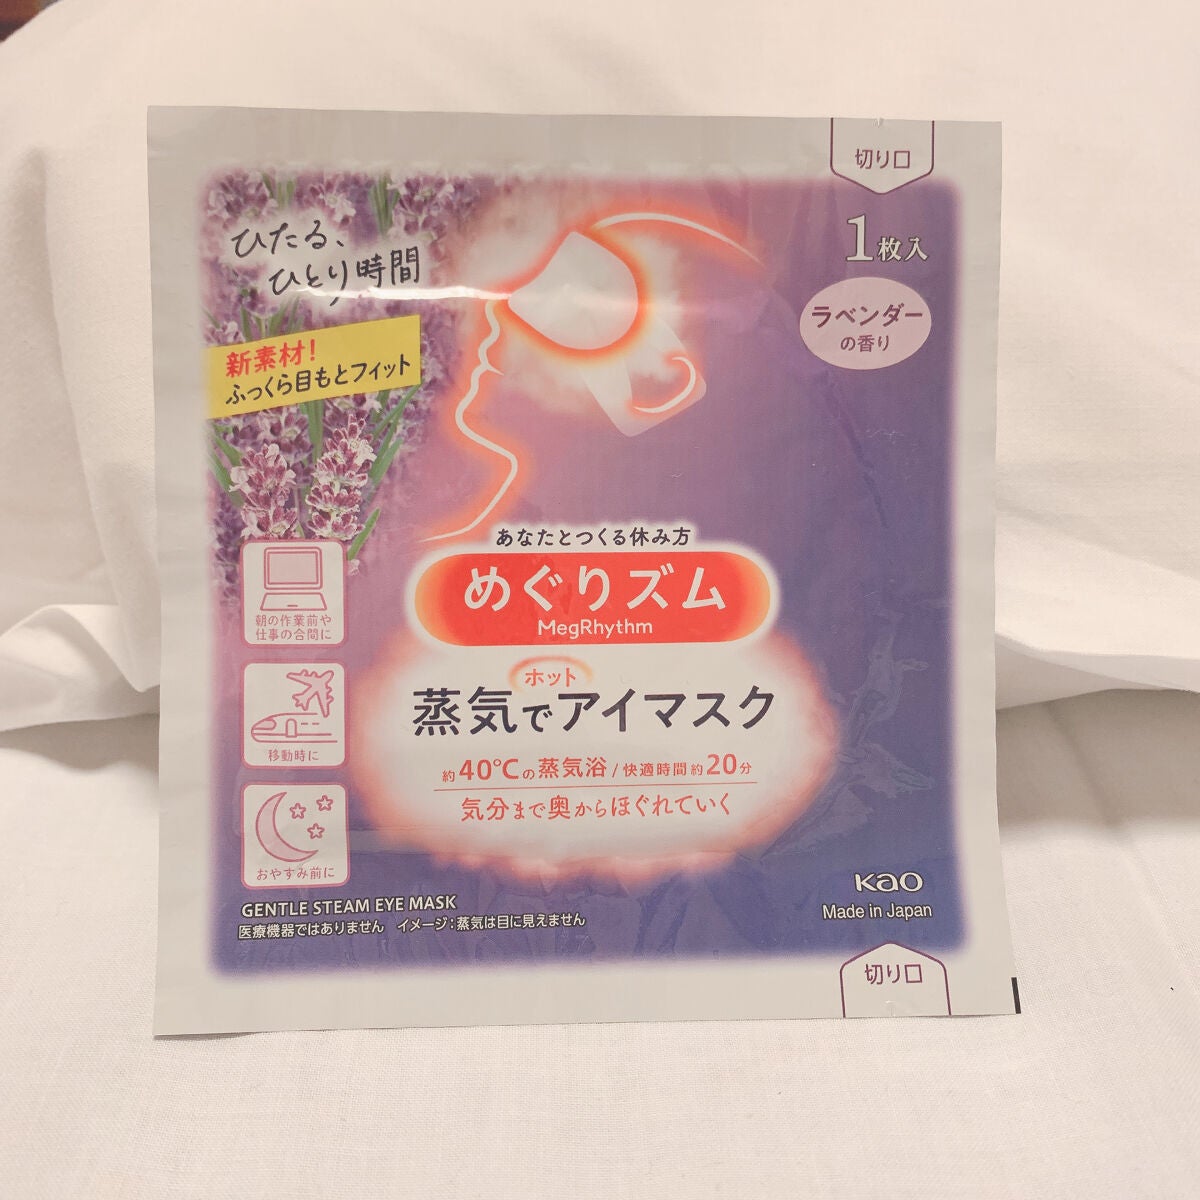 切り口
1枚入
ラベンダー
の香り
ひたる、
ひとり時間
新素材!
ふっくら目もとフィット
あなたとつくる休み方
めぐりズム
MegRhythm
ホット
蒸気でアイマスク
約40℃の蒸気浴/快適時間約20分
気分まで奥からほぐれていく
朝の作業前や
仕事の合間に
移動時に
おやすみ前に
GENTLE STEAM EYE MASK
医療機器ではありません イメージ:蒸気は目に見えません
Kao
Made in Japan
切り口